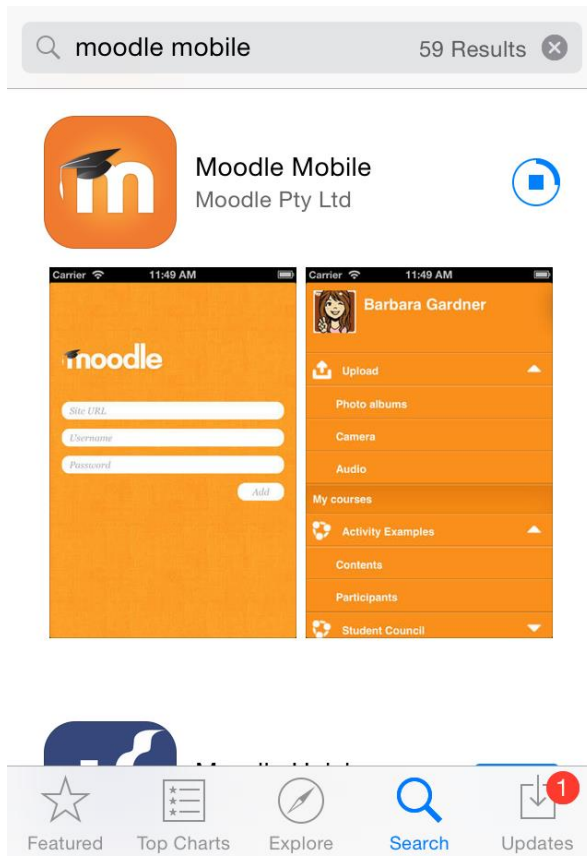 moodle mobile 59 Results
Moodle Mobile
Moodle Pty Ltd
Carrier 11:49 AM
moodle
Site URL
Username
Password
Add
Carrier 11:49 AM
Barbara Gardner
Upload
Photo albums
Camera
Audio
My courses
Activity Examples
Contents
Participants
Student Council
1
Featured Top Charts Explore Search Updates